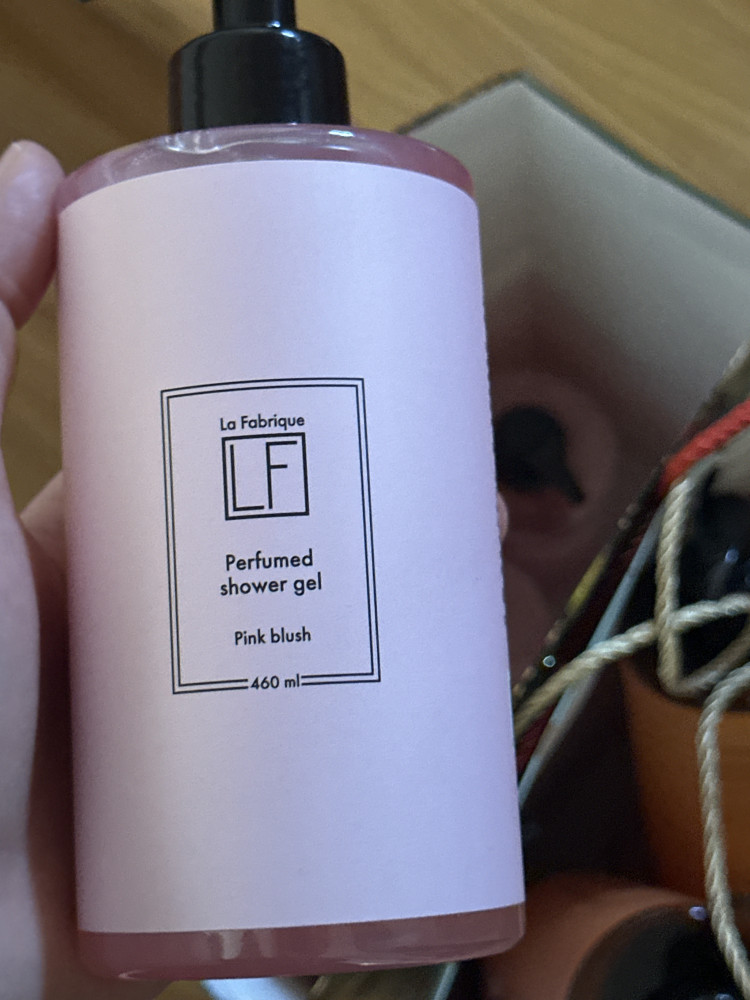 La Fabrique
LF
Perfumed
shower gel
Pink blush
460 ml